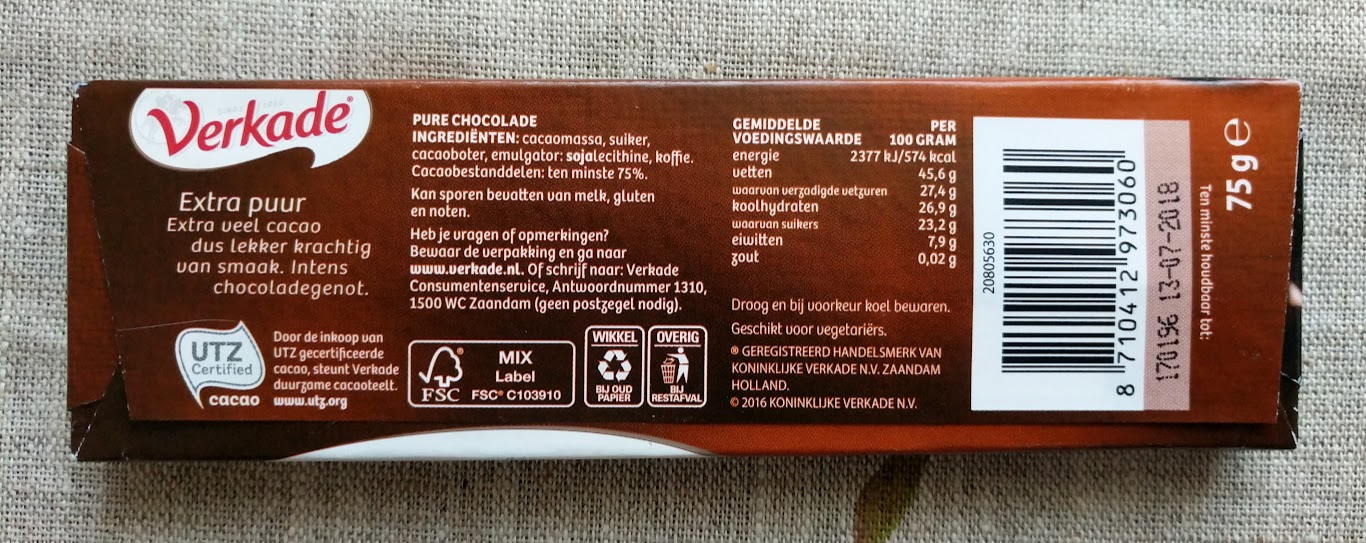 Verkade®
Extra puur
Extra veel cacao
dus lekker krachtig
van smaak. Intens
chocoladegenot.
UTZ
Certified
cacao
Door de inkoop van
UTZ gecertificeerde
cacao, steunt Verkade
duurzame cacaoteelt.
www.utz.org
PURE CHOCOLADE
INGREDIËNTEN: cacaomassa, suiker,
cacaoboter, emulgator: sojalecithine, koffie.
Cacaobestanddelen: ten minste 75%.
Kan sporen bevatten van melk, gluten
en noten.
Heb je vragen of opmerkingen?
Bewaar de verpakking en ga naar
www.verkade.nl. Of schrijf naar: Verkade
Consumentenservice, Antwoordnummer 1310,
1500 WC Zaandam (geen postzegel nodig).
FSC
MIX
Label
FSC® C103910
WIKKEL
BIJ OUD
PAPIER
OVERIG
BIJ
RESTAFVAL
GEMIDDELDE PER
VOEDINGSWAARDE 100 GRAM
energie 2377 kJ/574 kcal
vetten 45,6 g
waarvan verzadigde vetzuren 27,4 g
koolhydraten 26,9 g
waarvan suikers 23,2 g
eiwitten 7,9 g
zout 0,02 g
Droog en bij voorkeur koel bewaren.
Geschikt voor vegetariërs.
® GEREGISTREERD HANDELSMERK VAN
KONINKLIJKE VERKADE N.V. ZAANDAM
HOLLAND.
© 2016 KONINKLIJKE VERKADE N.V.
20805630
8 710412 973060
170196 13-07-2018
Ten minste houdbaar tot:
75 g e